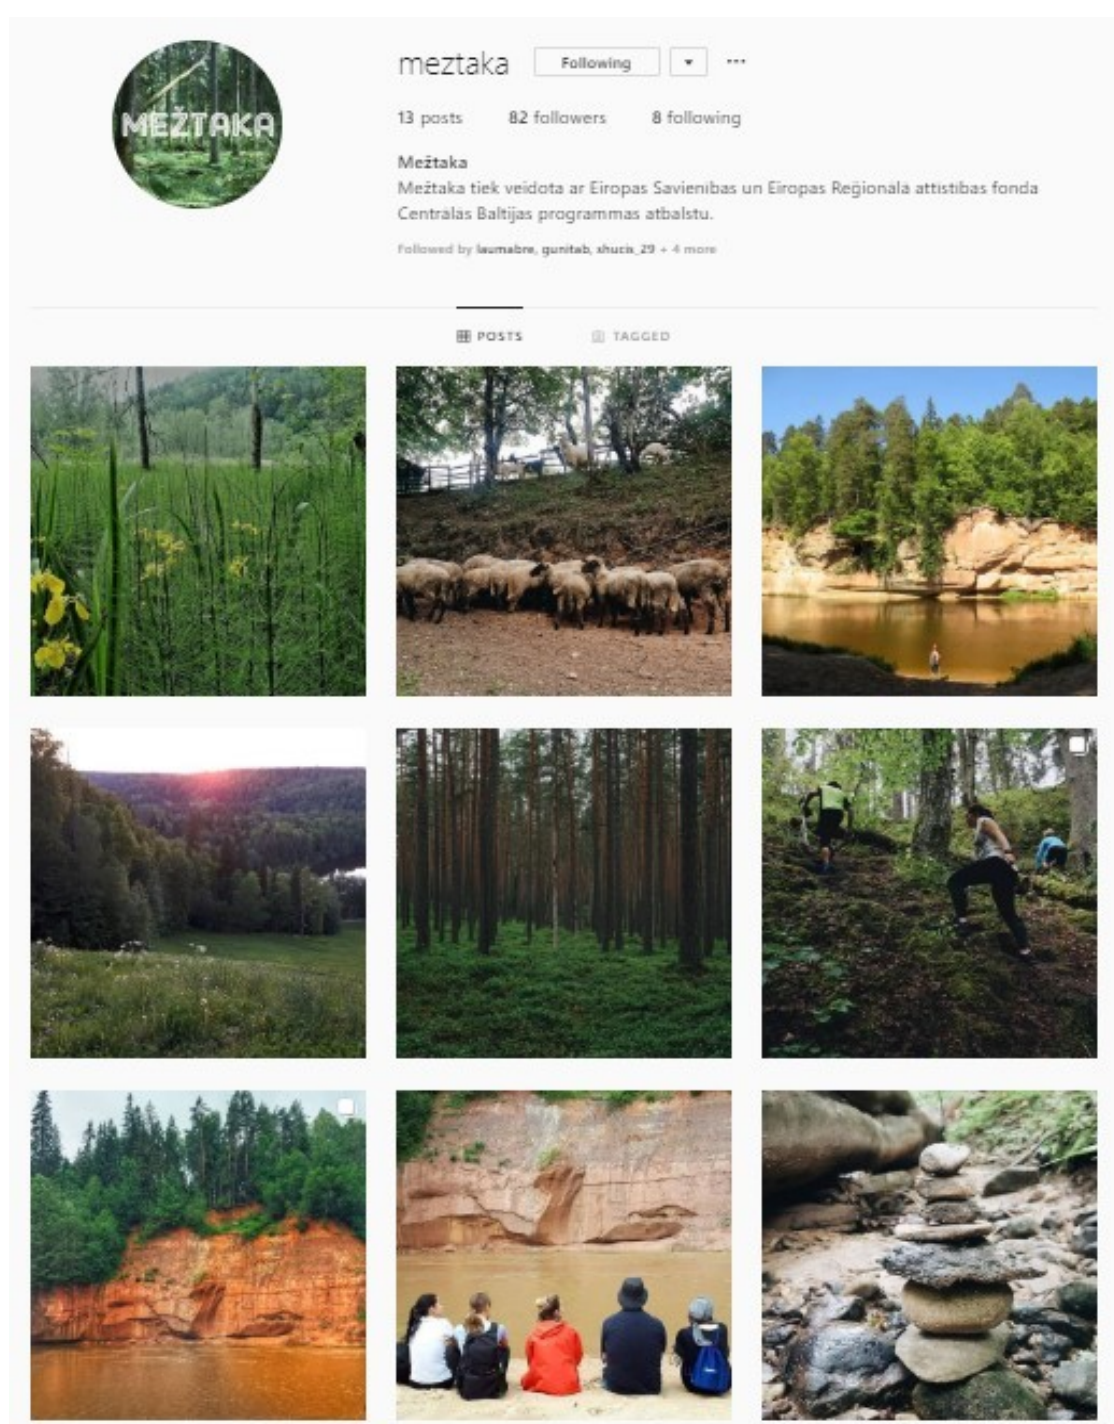 MEŽTAKA
meztaka Following ▼ •••
13 posts 82 followers 8 following
Mežtaka
Mežtaka tiek veidota ar Eiropas Savienības un Eiropas Reģionālā attīstības fonda
Centrālās Baltijas programmas atbalstu.
Followed by laumabre, gunitab, shucis_29 + 4 more
POSTS TAGGED